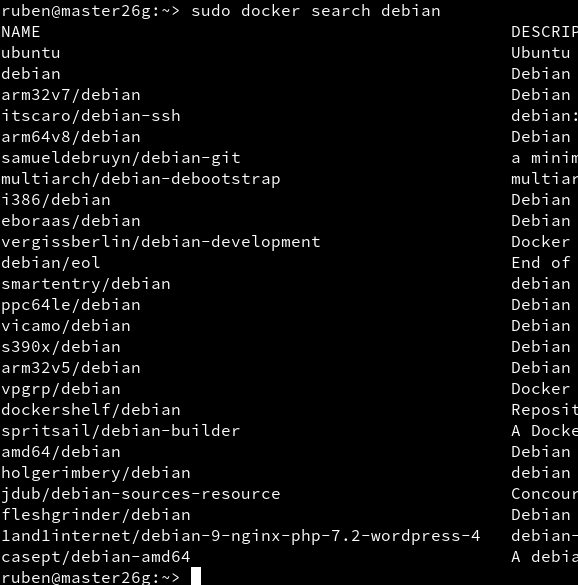 ruben@master26g:~> sudo docker search debian
NAME DESCRIP
ubuntu Ubuntu
debian Debian
arm32v7/debian Debian
itscaro/debian-ssh debian:
arm64v8/debian Debian
samueldebruyn/debian-git a minim
multiarch/debian-debootstrap multiar
i386/debian Debian
eboraas/debian Debian
vergissberlin/debian-development Docker
debian/eol End of
smartentry/debian debian
ppc64le/debian Debian
vicamo/debian Debian
s390x/debian Debian
arm32v5/debian Debian
vpgrp/debian Docker
dockershelf/debian Reposit
spritsail/debian-builder A Docke
amd64/debian Debian
holgerimbery/debian debian
jdub/debian-sources-resource Concour
fleshgrinder/debian Debian
1and1internet/debian-9-nginx-php-7.2-wordpress-4 debian-
casept/debian-amd64 A debia
ruben@master26g:~>